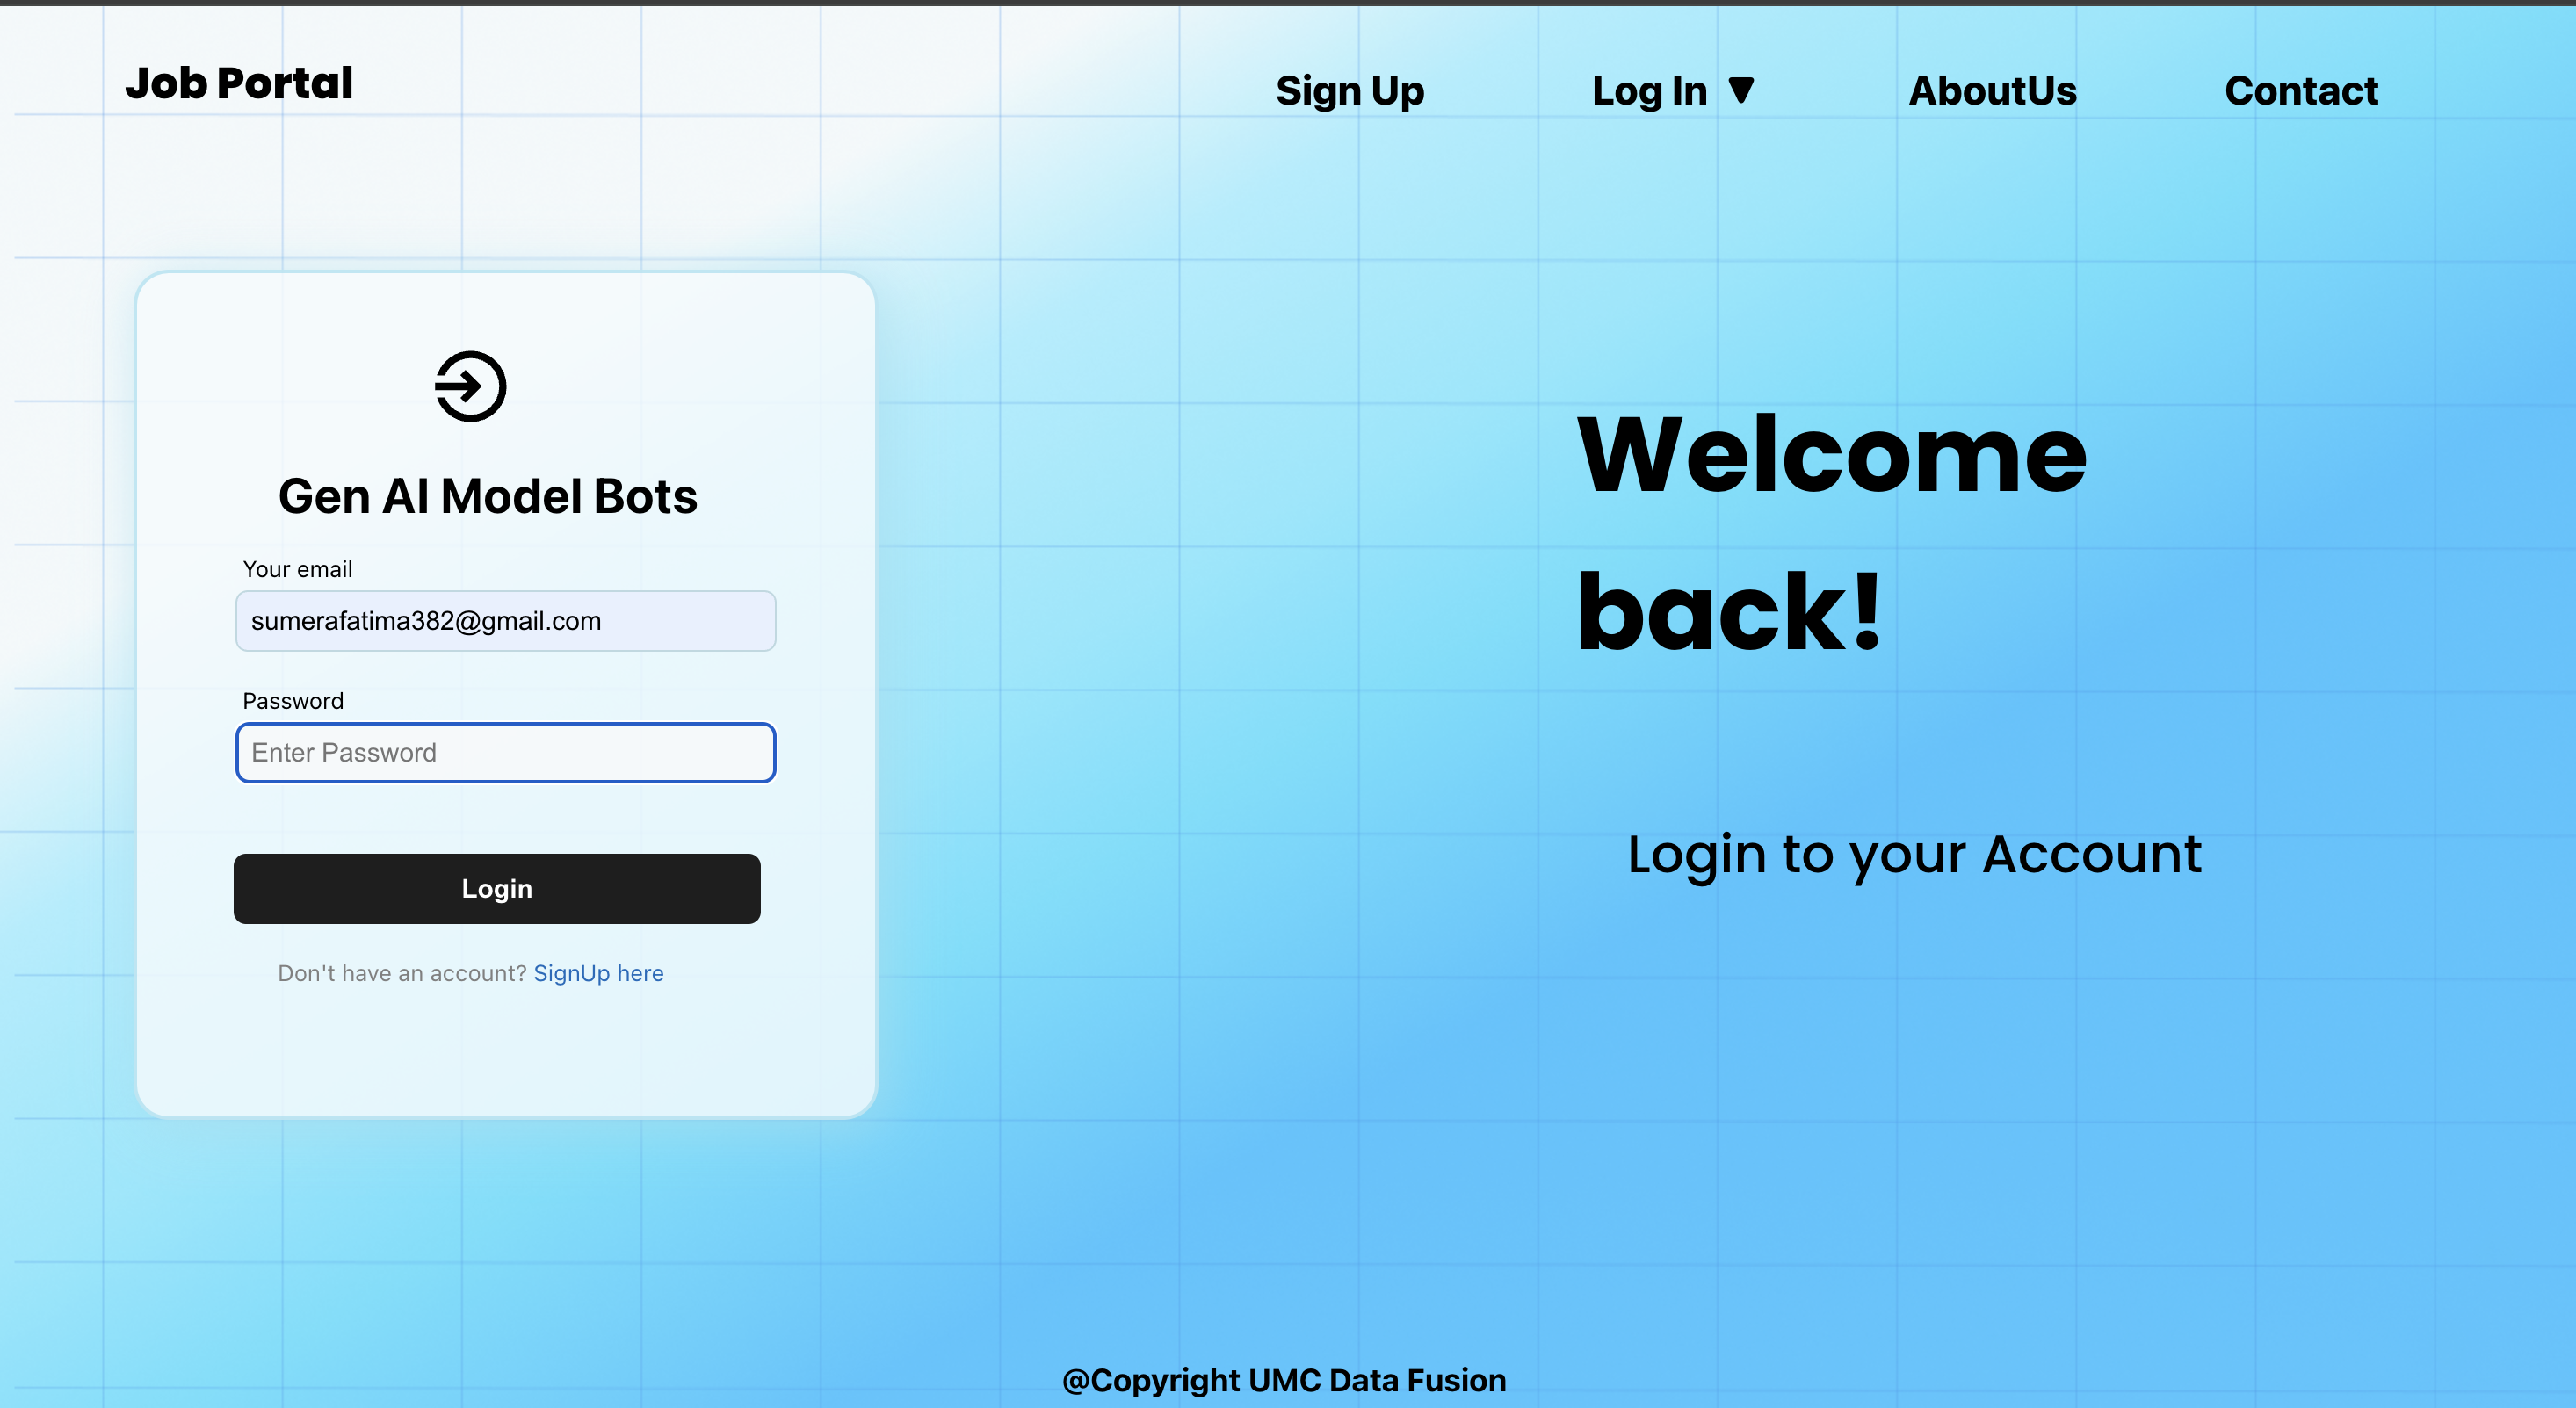 Job Portal
Sign Up
Log In ▼
AboutUs
Contact
Gen AI Model Bots
Your email
sumerafatima382@gmail.com
Password
Enter Password
Login
Don't have an account? SignUp here
Welcome
back!
Login to your Account
@Copyright UMC Data Fusion